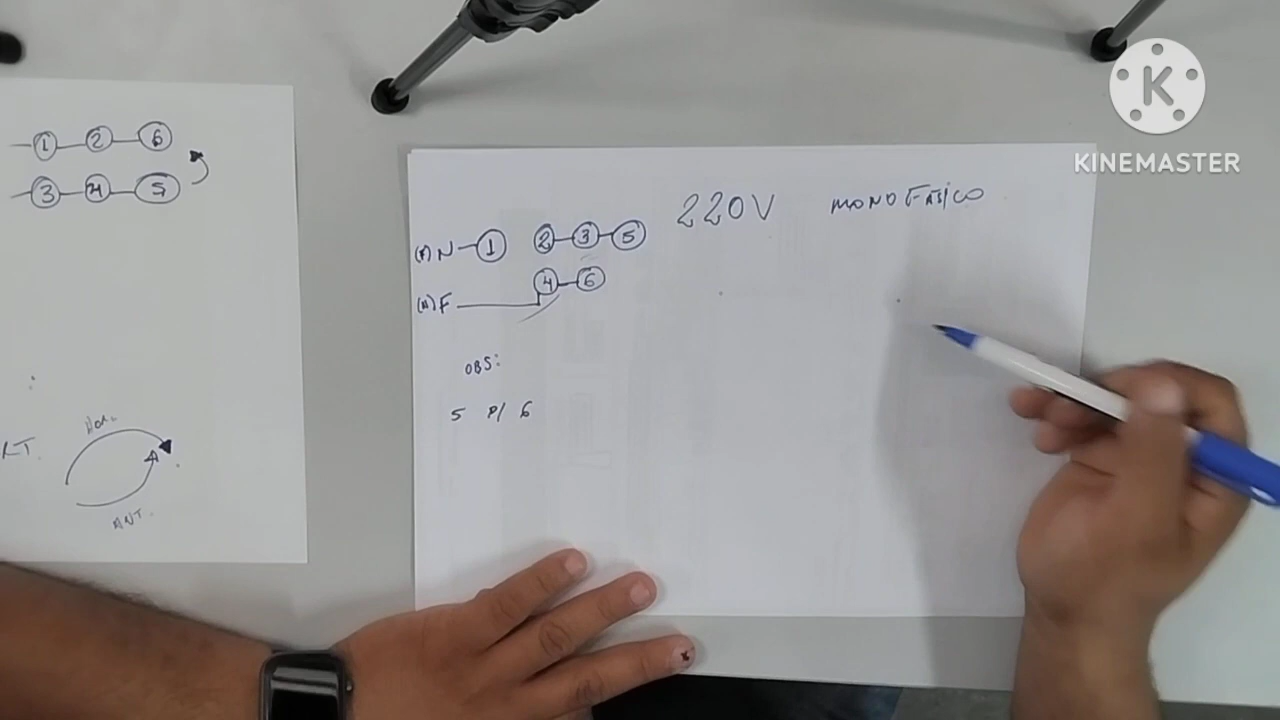 1 2 6
3 4 5
ANT.
220V MONOFÁSICO
N 1 2 3 5
4 6
F
OBS:
5 P/ 6
KINEMASTER